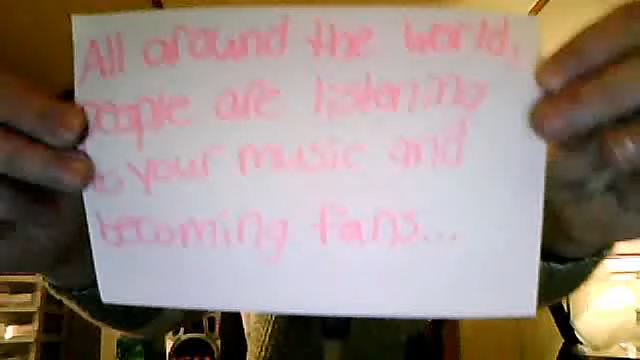 All around the world,
people are listening
to your music and
becoming fans...